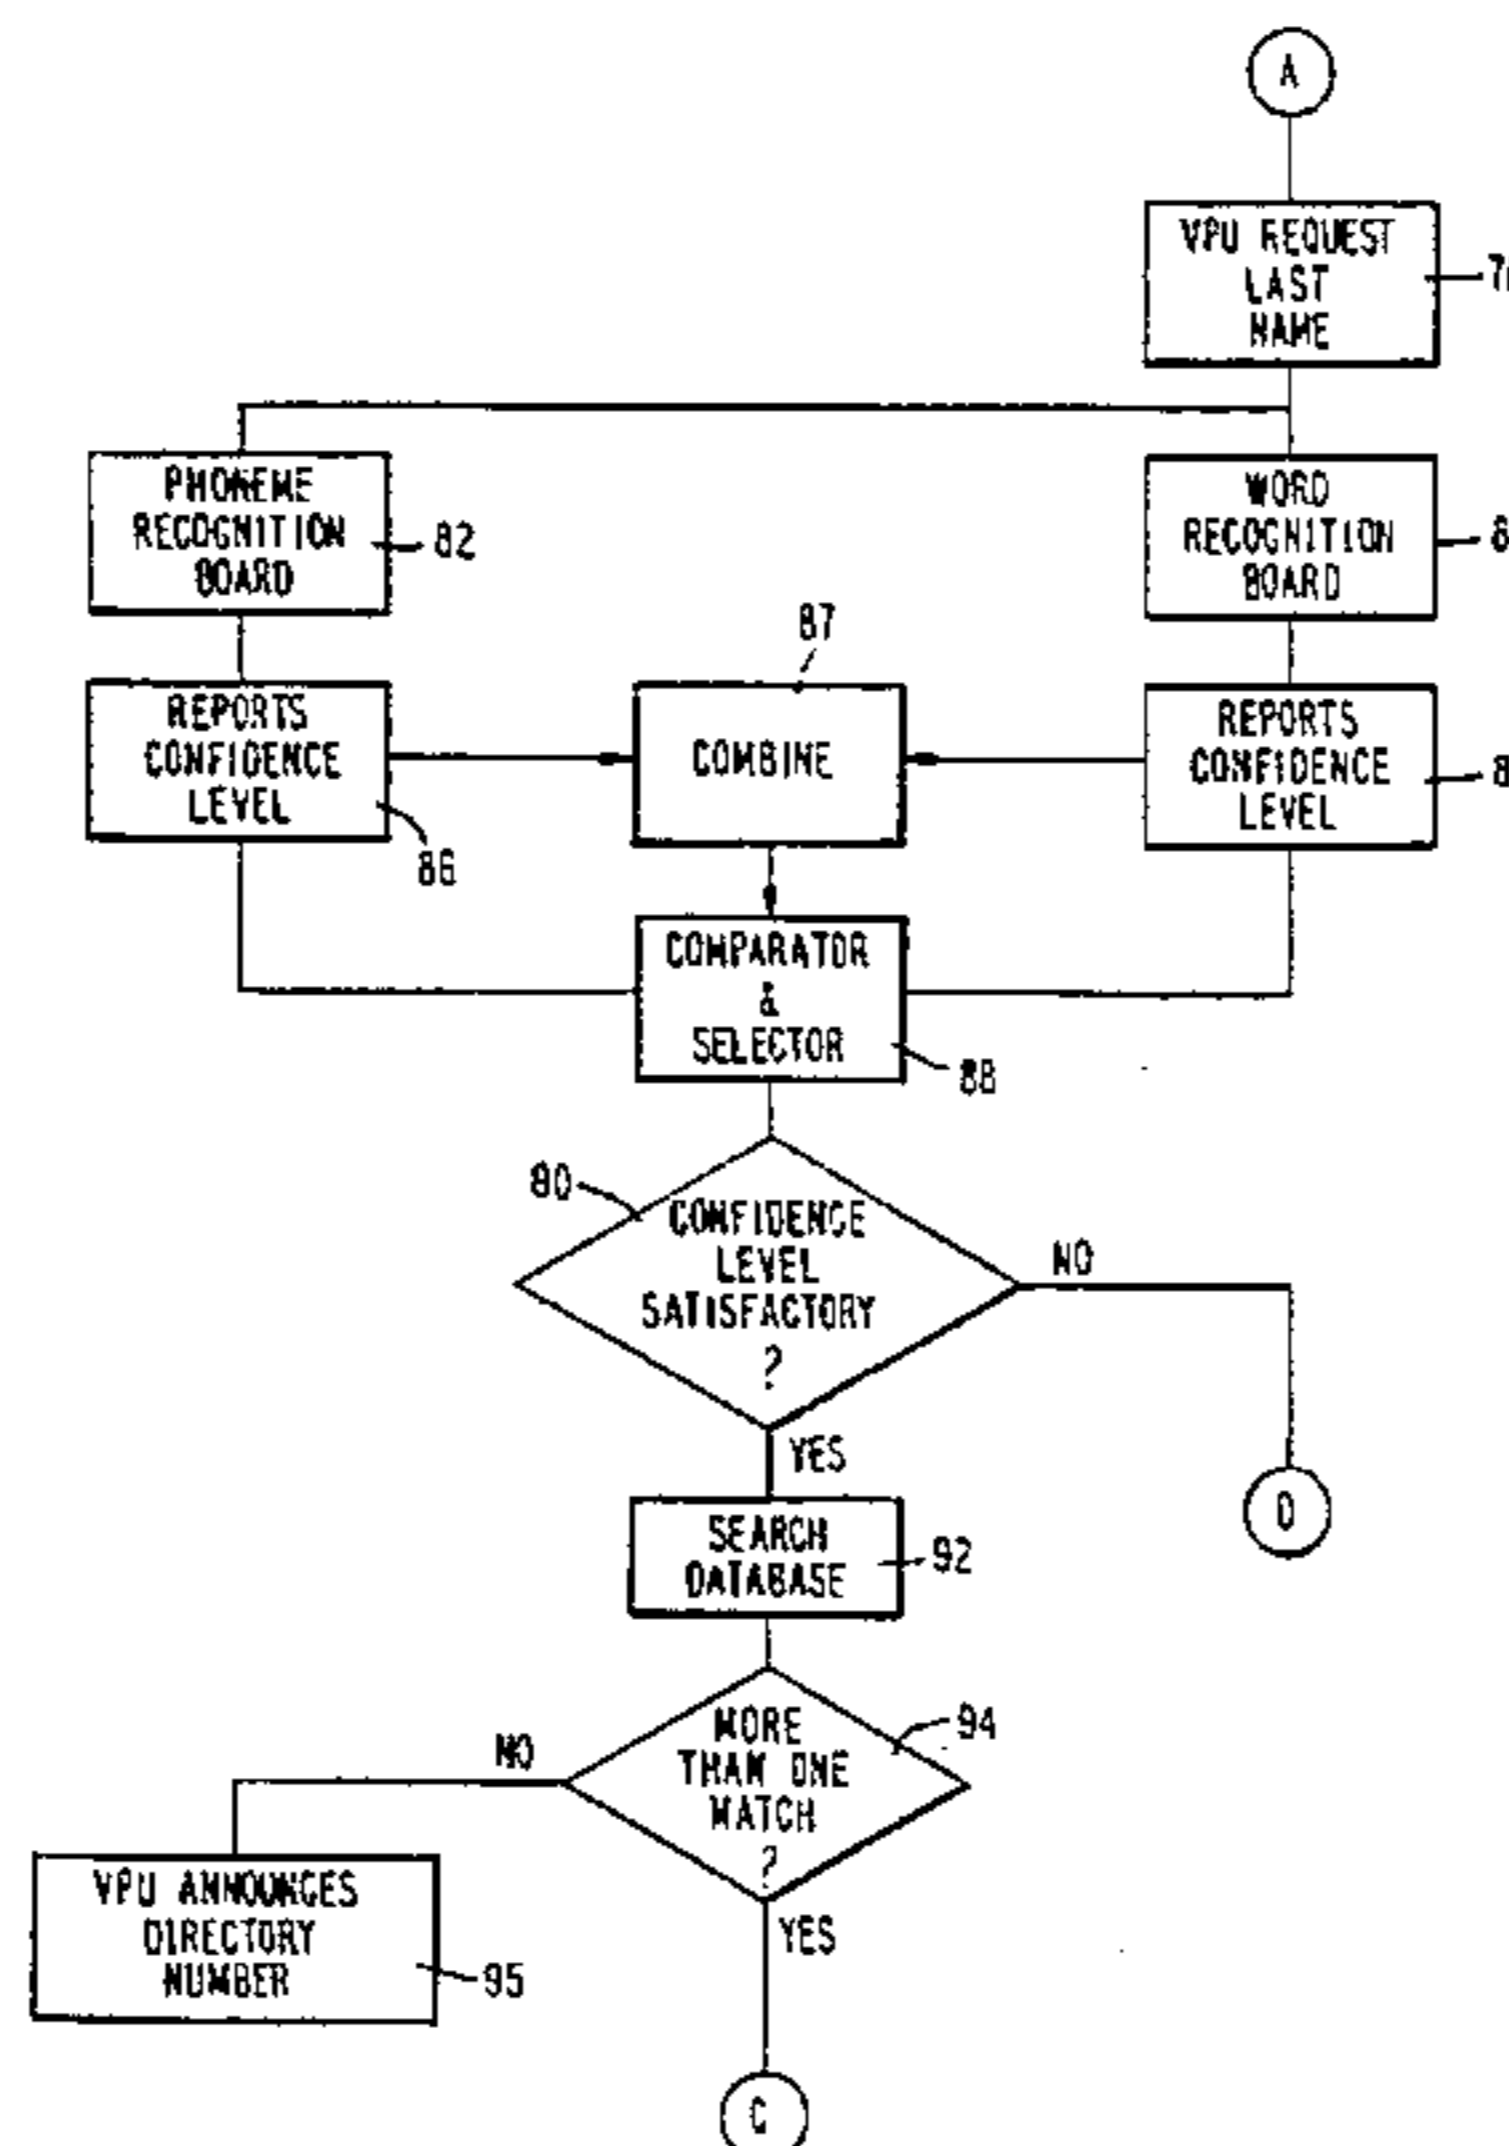 A
VPU REQUEST
LAST
NAME
PHONEME
RECOGNITION
BOARD
82
WORD
RECOGNITION
BOARD
87
REPORTS
CONFIDENCE
LEVEL
86
COMBINE
REPORTS
CONFIDENCE
LEVEL
COMPARATOR
&
SELECTOR
88
CONFIDENCE
LEVEL
SATISFACTORY
?
NO
YES
SEARCH
DATABASE
92
MORE
THAN ONE
MATCH
?
94
NO
YES
VPU ANNOUNCES
DIRECTORY
NUMBER
95